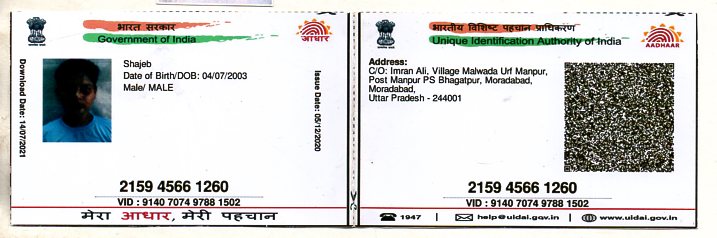 भारत सरकार
Government of India
आधार
Download Date: 14/07/2021
Shajeb
Date of Birth/DOB: 04/07/2003
Male/ MALE
Issue Date: 05/12/2020
2159 4566 1260
VID : 9140 7074 9788 1502
मेरा आधार, मेरी पहचान
भारतीय विशिष्ट पहचान प्राधिकरण
Unique Identification Authority of India
AADHAAR
Address:
C/O: Imran Ali, Village Malwada Urf Manpur,
Post Manpur PS Bhagatpur, Moradabad,
Moradabad,
Uttar Pradesh - 244001
2159 4566 1260
VID : 9140 7074 9788 1502
1947 | help@uidai.gov.in | www.uidai.gov.in